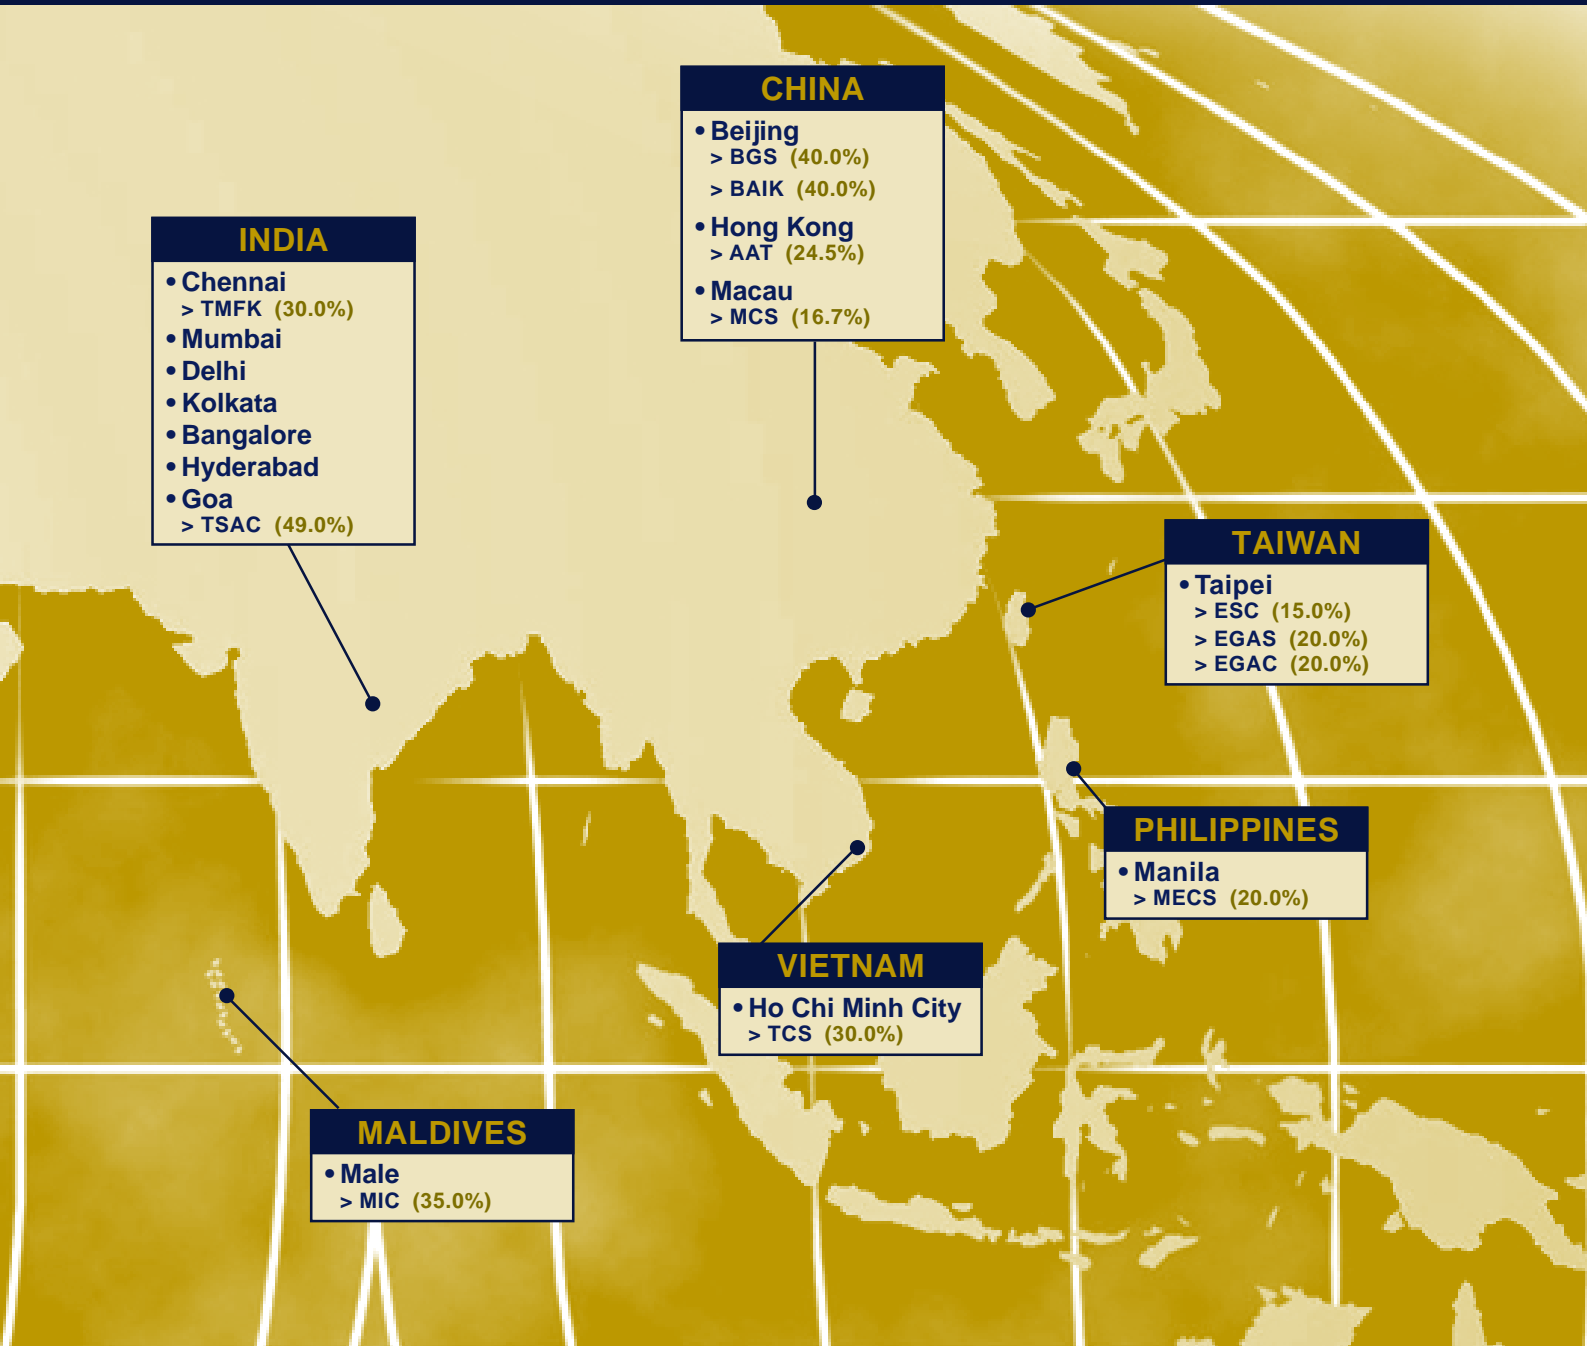 CHINA
• Beijing
> BGS (40.0%)
> BAIK (40.0%)
• Hong Kong
> AAT (24.5%)
• Macau
> MCS (16.7%)
INDIA
• Chennai
> TMFK (30.0%)
• Mumbai
• Delhi
• Kolkata
• Bangalore
• Hyderabad
• Goa
> TSAC (49.0%)
TAIWAN
• Taipei
> ESC (15.0%)
> EGAS (20.0%)
> EGAC (20.0%)
PHILIPPINES
• Manila
> MECS (20.0%)
VIETNAM
• Ho Chi Minh City
> TCS (30.0%)
MALDIVES
• Male
> MIC (35.0%)